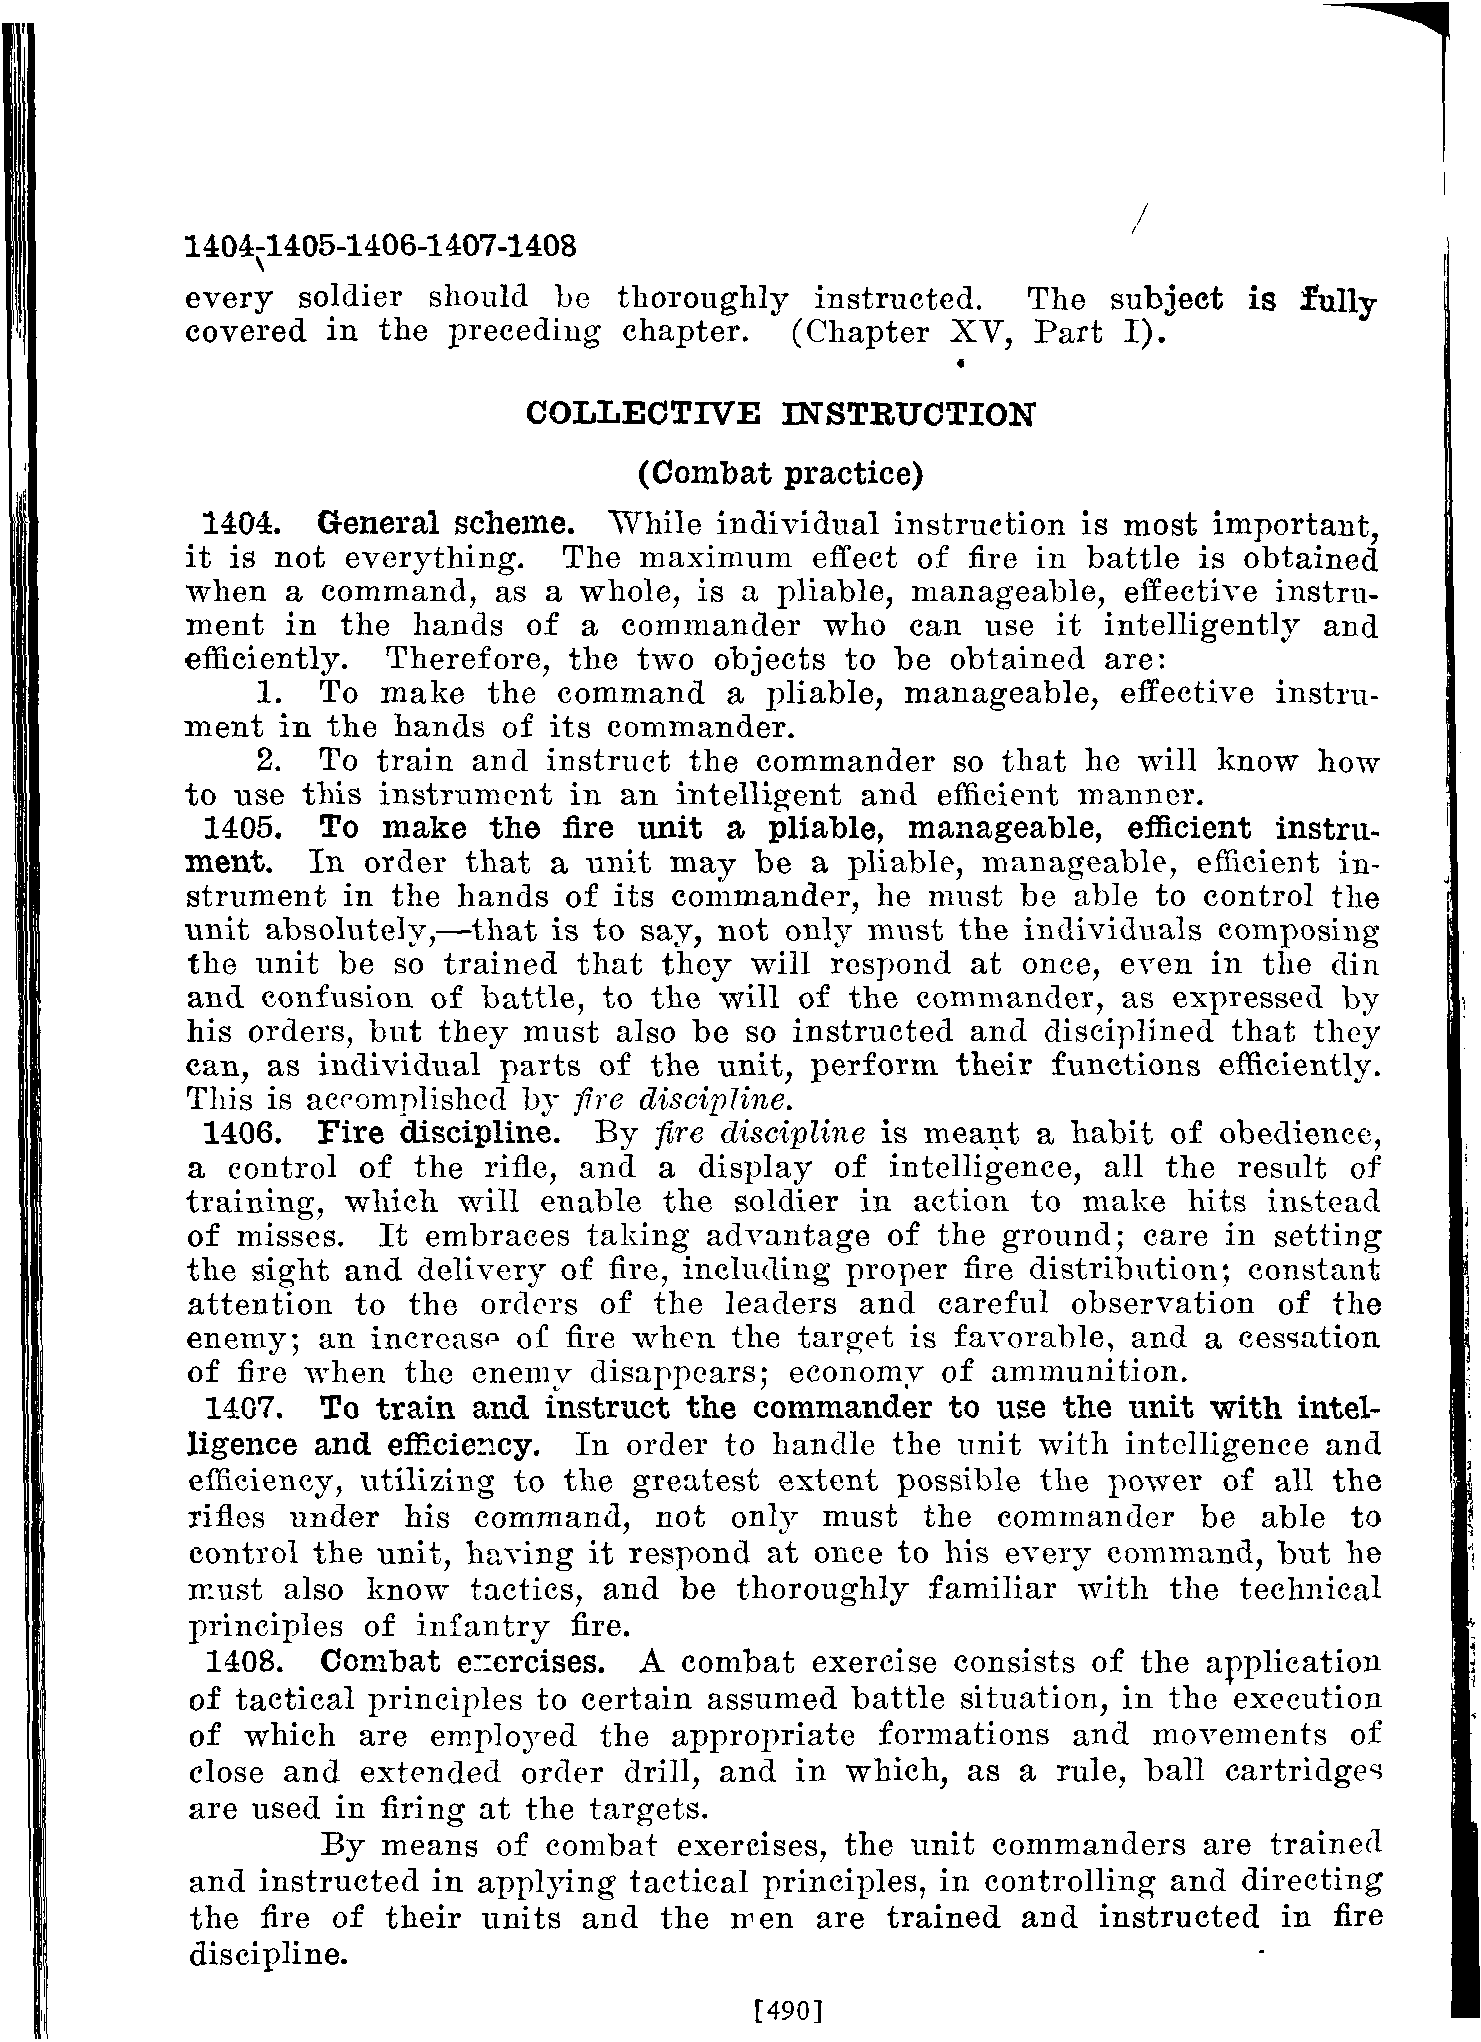 1404-1405-1406-1407-1408
every soldier should be thoroughly instructed. The subject is fully
covered in the preceding chapter. (Chapter XV, Part I).
COLLECTIVE INSTRUCTION
(Combat practice)
1404. General scheme. While individual instruction is most important,
it is not everything. The maximum effect of fire in battle is obtained
when a command, as a whole, is a pliable, manageable, effective instru-
ment in the hands of a commander who can use it intelligently and
efficiently. Therefore, the two objects to be obtained are:
1. To make the command a pliable, manageable, effective instru-
ment in the hands of its commander.
2. To train and instruct the commander so that he will know how
to use this instrument in an intelligent and efficient manner.
1405. To make the fire unit a pliable, manageable, efficient instru-
ment. In order that a unit may be a pliable, manageable, efficient in-
strument in the hands of its commander, he must be able to control the
unit absolutely,—that is to say, not only must the individuals composing
the unit be so trained that they will respond at once, even in the din
and confusion of battle, to the will of the commander, as expressed by
his orders, but they must also be so instructed and disciplined that they
can, as individual parts of the unit, perform their functions efficiently.
This is accomplished by fire discipline.
1406. Fire discipline. By fire discipline is meant a habit of obedience,
a control of the rifle, and a display of intelligence, all the result of
training, which will enable the soldier in action to make hits instead
of misses. It embraces taking advantage of the ground; care in setting
the sight and delivery of fire, including proper fire distribution; constant
attention to the orders of the leaders and careful observation of the
enemy; an increase of fire when the target is favorable, and a cessation
of fire when the enemy disappears; economy of ammunition.
1407. To train and instruct the commander to use the unit with intel-
ligence and efficiency. In order to handle the unit with intelligence and
efficiency, utilizing to the greatest extent possible the power of all the
rifles under his command, not only must the commander be able to
control the unit, having it respond at once to his every command, but he
must also know tactics, and be thoroughly familiar with the technical
principles of infantry fire.
1408. Combat exercises. A combat exercise consists of the application
of tactical principles to certain assumed battle situation, in the execution
of which are employed the appropriate formations and movements of
close and extended order drill, and in which, as a rule, ball cartridges
are used in firing at the targets.
By means of combat exercises, the unit commanders are trained
and instructed in applying tactical principles, in controlling and directing
the fire of their units and the men are trained and instructed in fire
discipline.
[490]